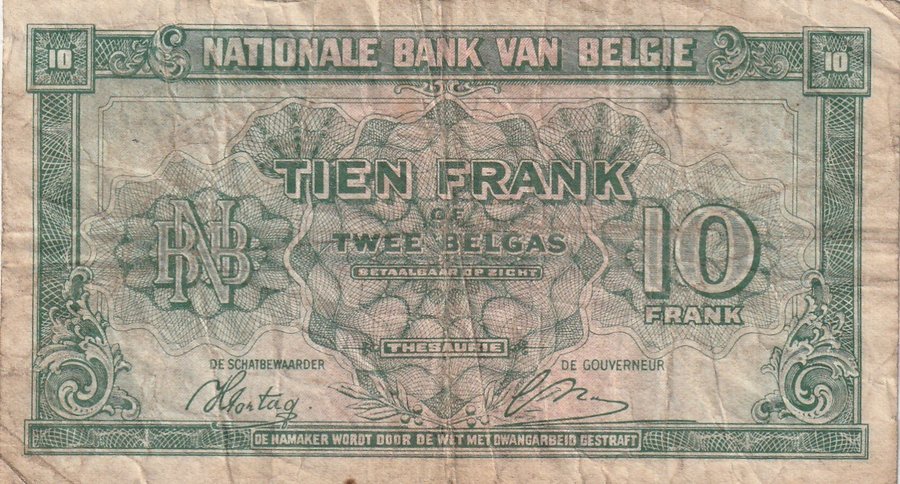 10 NATIONALE BANK VAN BELGIE 10
TIEN FRANK
OF
TWEE BELGAS
BETAALBAAR OP ZICHT
BNB
10
FRANK
THESAURIE
DE SCHATBEWAARDER
DE GOUVERNEUR
DE NAMAKER WORDT DOOR DE WET MET DWANGARBEID GESTRAFT